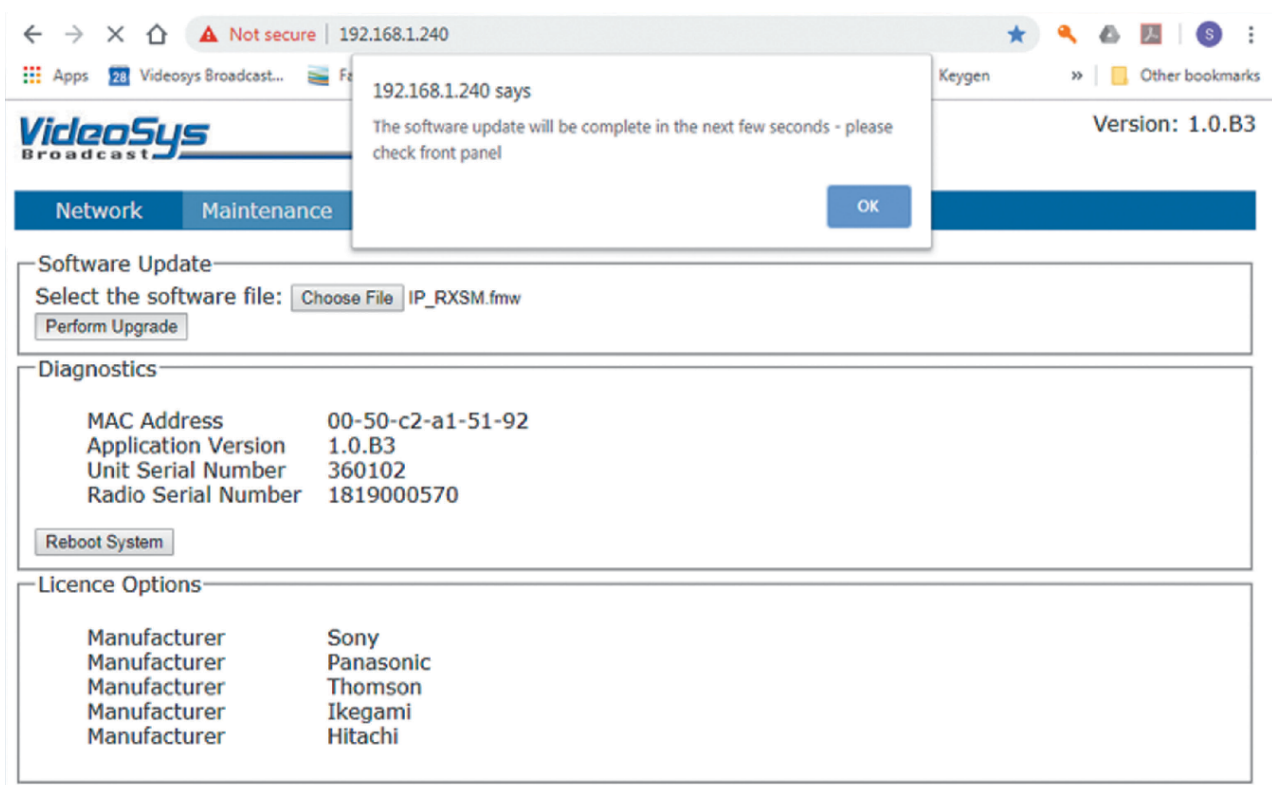 Not secure | 192.168.1.240
S
Apps 28 Videosys Broadcast... Fa Keygen » Other bookmarks
192.168.1.240 says
The software update will be complete in the next few seconds - please
check front panel
OK
VideoSys
Broadcast
Version: 1.0.B3
Network Maintenance
Software Update
Select the software file: Choose File IP_RXSM.fmw
Perform Upgrade
Diagnostics
MAC Address 00-50-c2-a1-51-92
Application Version 1.0.B3
Unit Serial Number 360102
Radio Serial Number 1819000570
Reboot System
Licence Options
Manufacturer Sony
Manufacturer Panasonic
Manufacturer Thomson
Manufacturer Ikegami
Manufacturer Hitachi